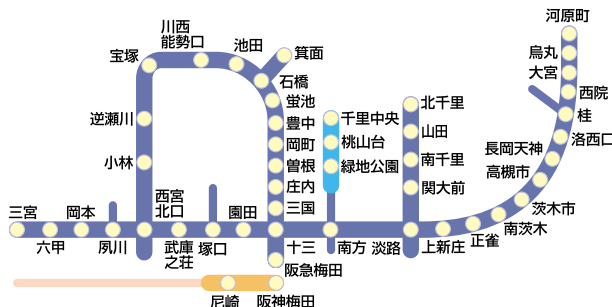 河原町
烏丸
大宮
西院
桂
洛西口
長岡天神
高槻市
茨木市
南茨木
正雀
上新庄
川西
能勢口
池田
箕面
宝塚
石橋
蛍池
豊中
岡町
曽根
庄内
三国
逆瀬川
小林
千里中央
桃山台
緑地公園
北千里
山田
南千里
関大前
三宮
六甲
岡本
夙川
西宮
北口
武庫
之荘
塚口
園田
十三
南方
淡路
阪急梅田
尼崎
阪神梅田